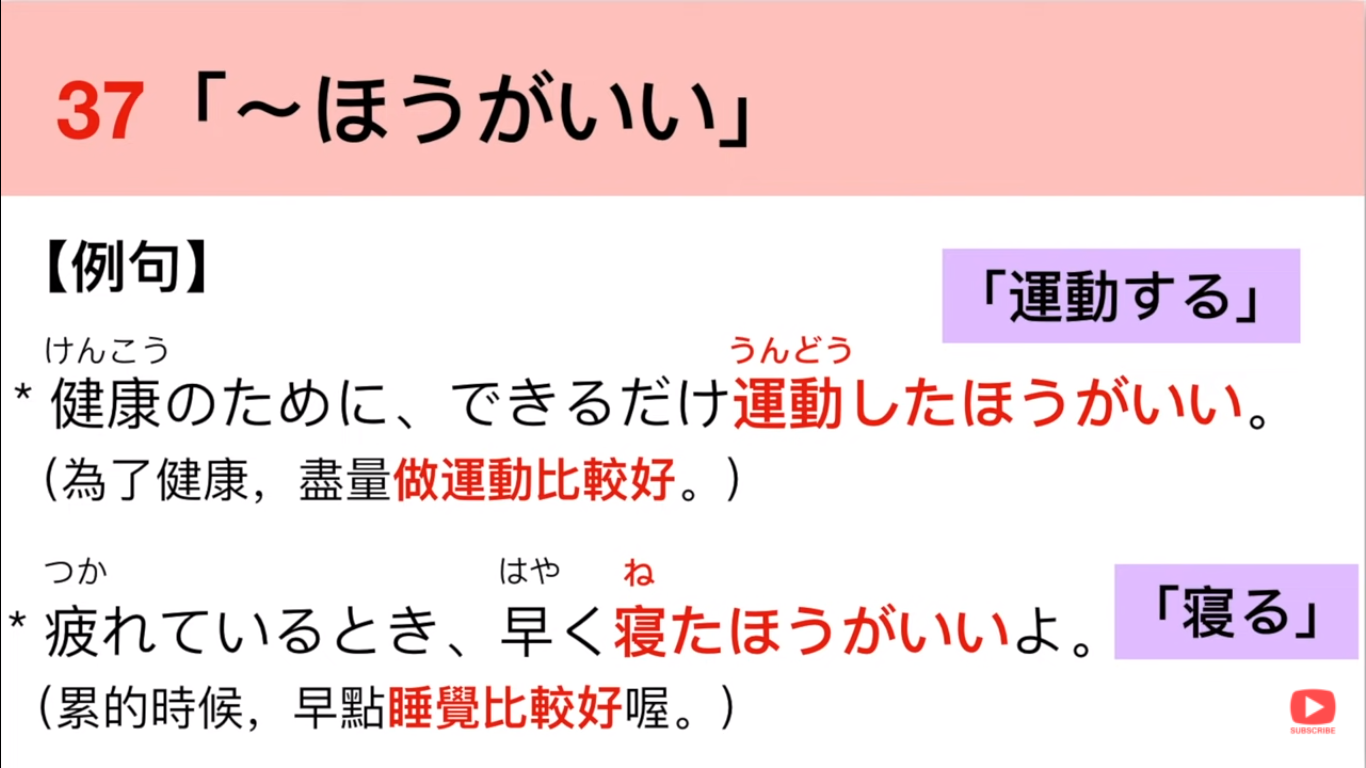 37「～ほうがいい」
【例句】
「運動する」
けんこう うんどう
* 健康のために、できるだけ運動したほうがいい。
（為了健康，盡量做運動比較好。）
つか はや ね
* 疲れているとき、早く寝たほうがいいよ。
「寝る」
（累的時候，早點睡覺比較好喔。）
SUBSCRIBE